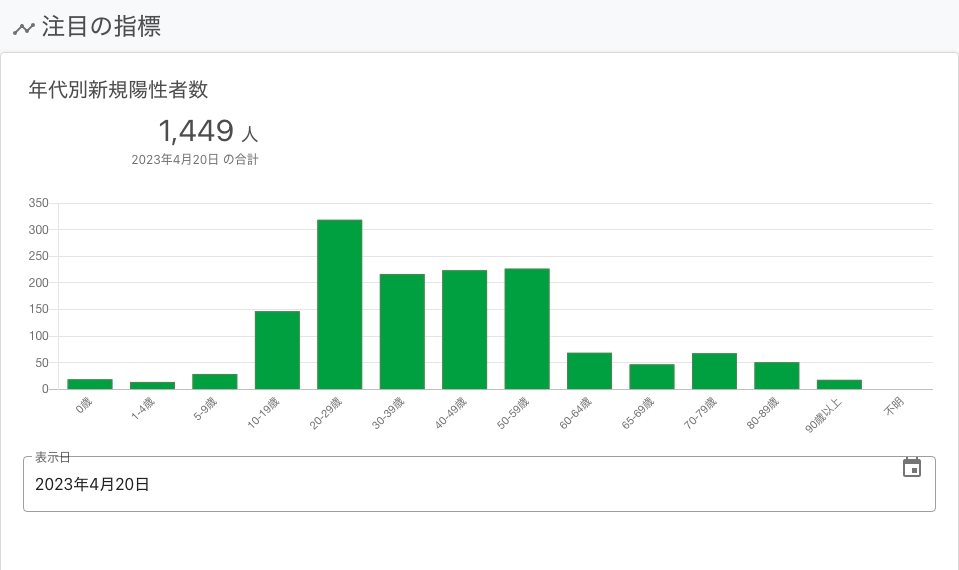 注目の指標
年代別新規陽性者数
1,449 人
2023年4月20日 の合計
350
300
250
200
150
100
50
0
0歳
1-4歳
5-9歳
10-19歳
20-29歳
30-39歳
40-49歳
50-59歳
60-64歳
65-69歳
70-79歳
80-89歳
90歳以上
不明
表示日
2023年4月20日